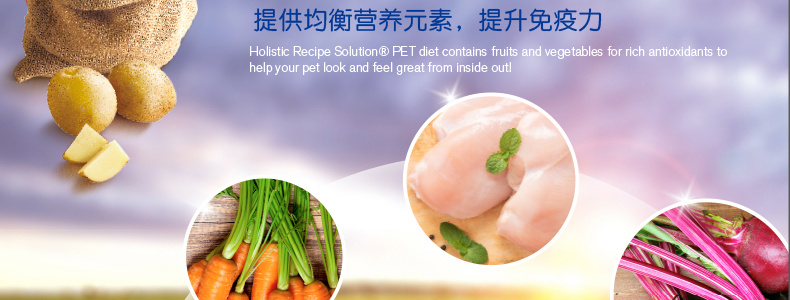 提供均衡营养元素，提升免疫力
Holistic Recipe Solution® PET diet contains fruits and vegetables for rich antioxidants to
help your pet look and feel great from inside out!